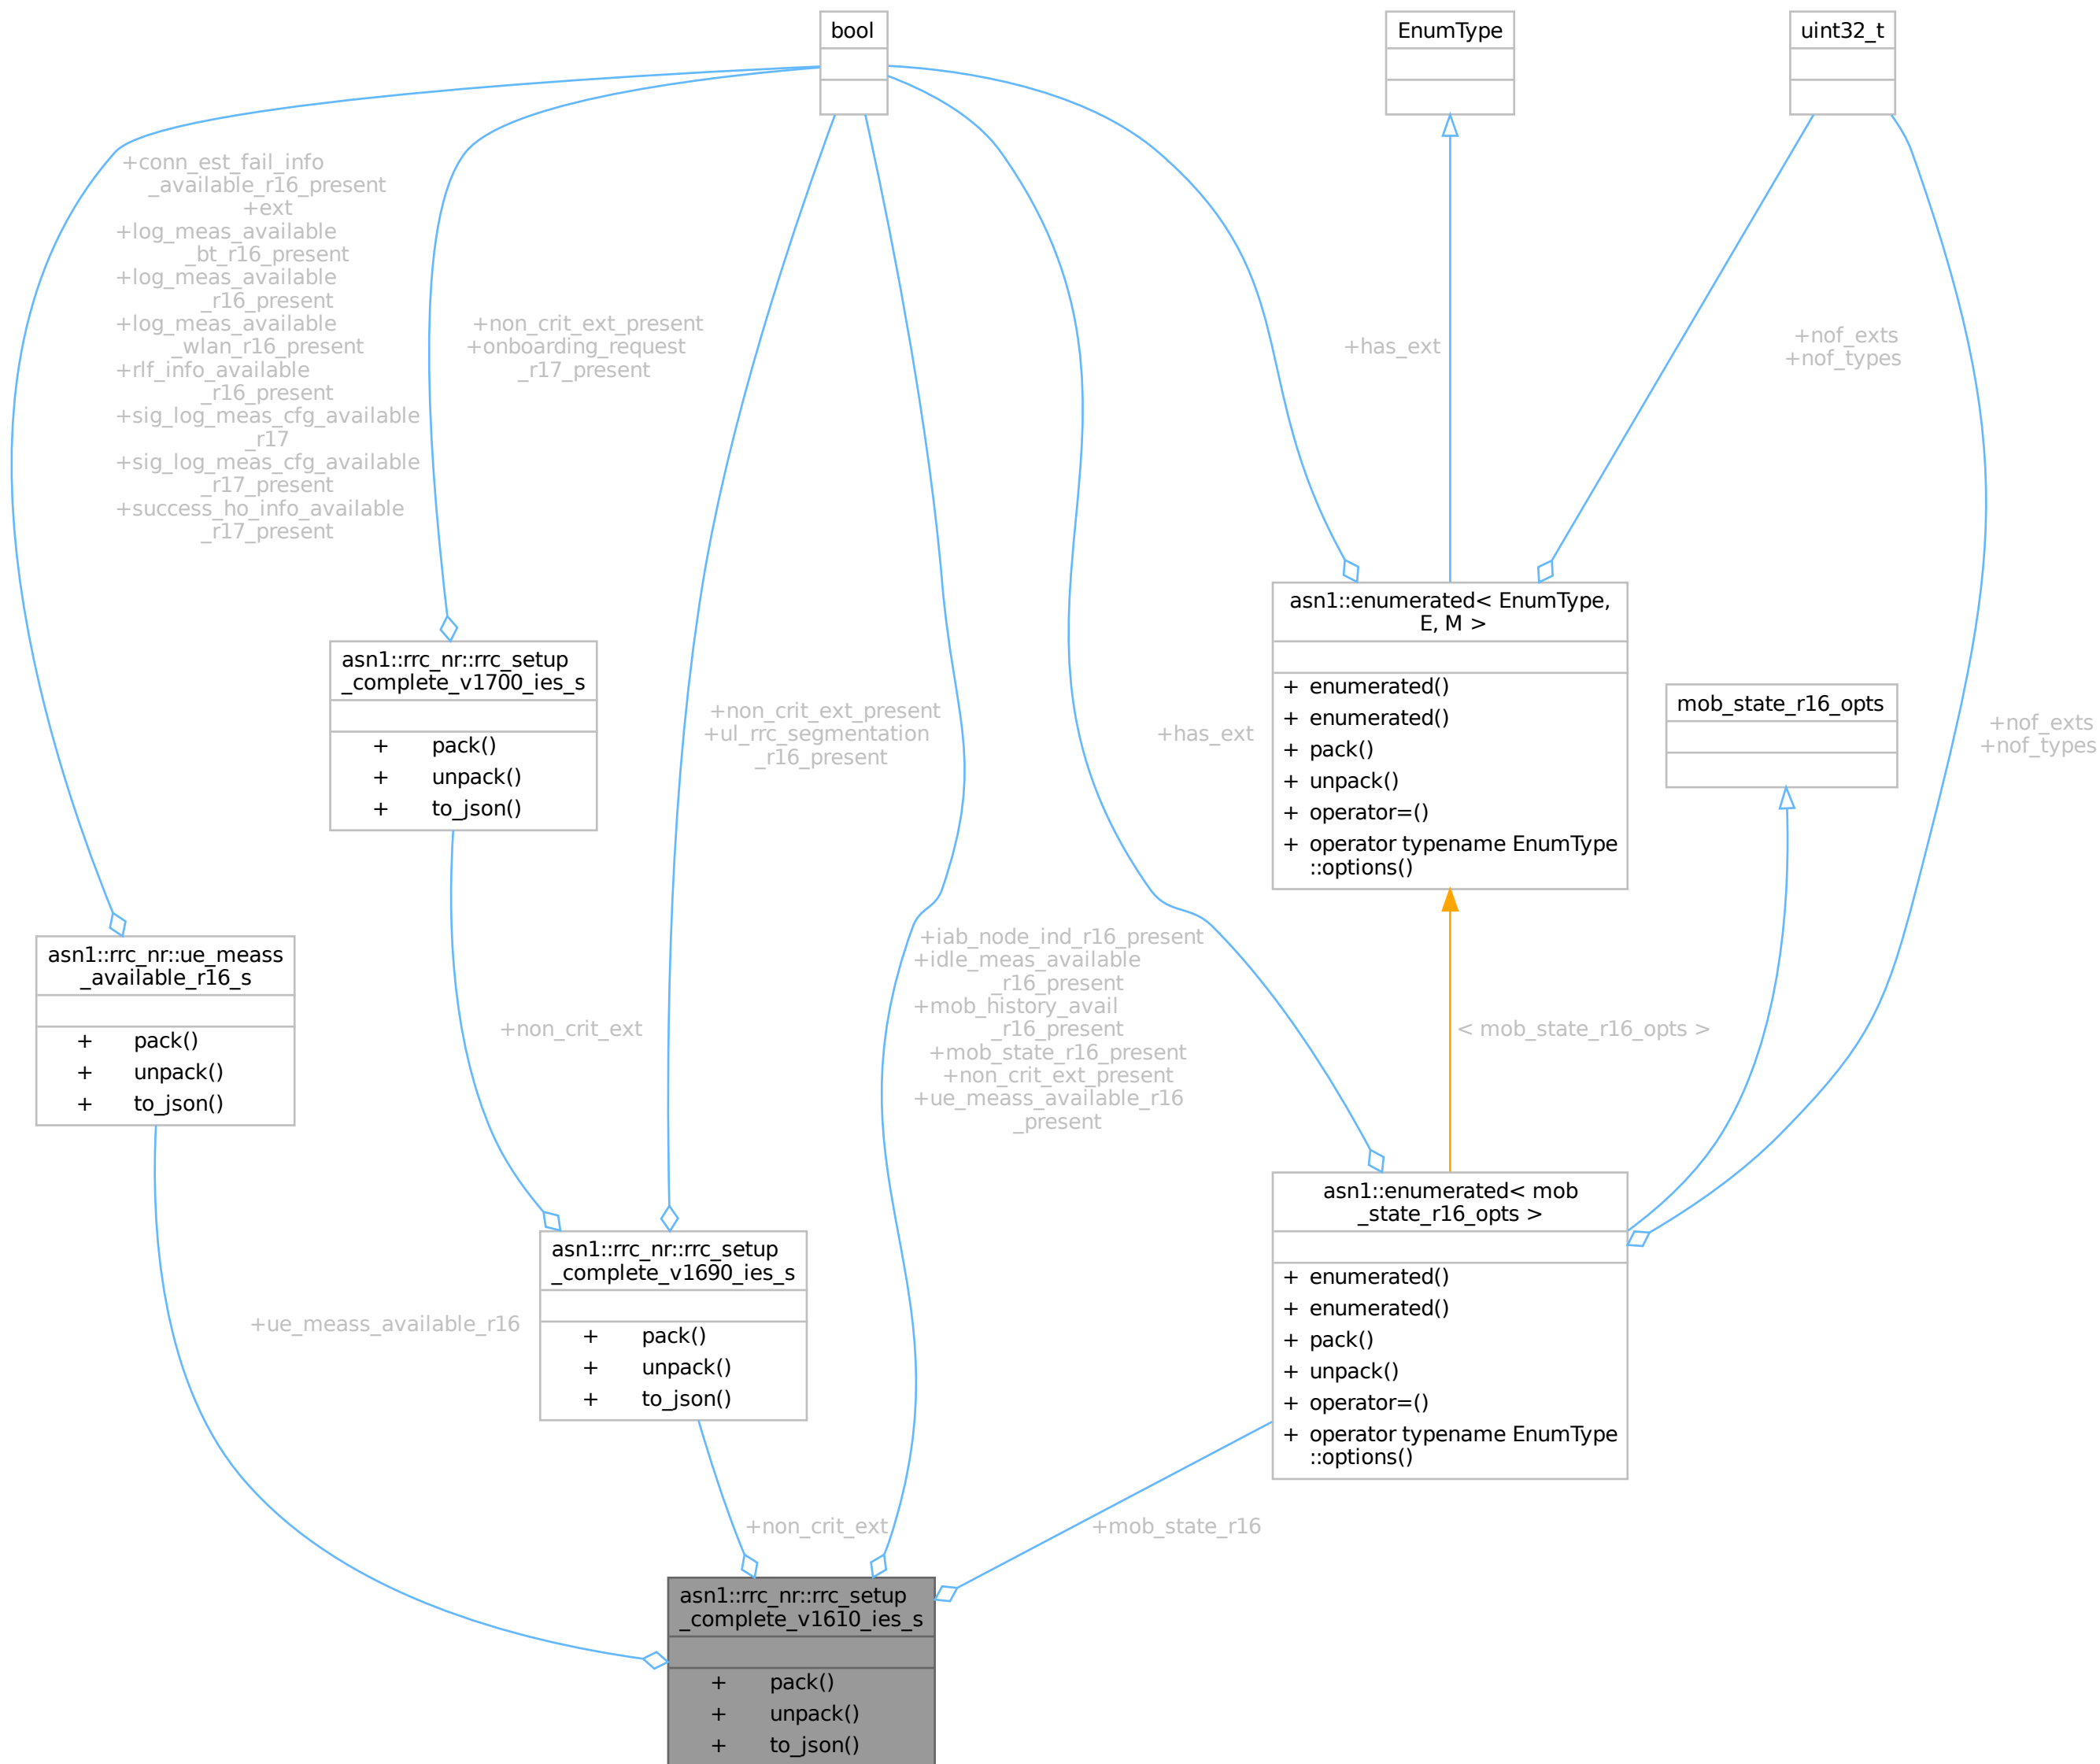 bool
EnumType
uint32_t
+conn_est_fail_info
_available_r16_present
+ext
+log_meas_available
_bt_r16_present
+log_meas_available
_r16_present
+log_meas_available
_wlan_r16_present
+rlf_info_available
_r16_present
+sig_log_meas_cfg_available
_r17
+sig_log_meas_cfg_available
_r17_present
+success_ho_info_available
_r17_present
+non_crit_ext_present
+onboarding_request
_r17_present
+has_ext
+nof_exts
+nof_types
asn1::enumerated< EnumType,
E, M >
+ enumerated()
+ enumerated()
+ pack()
+ unpack()
+ operator=()
+ operator typename EnumType
::options()
asn1::rrc_nr::rrc_setup
_complete_v1700_ies_s
+ pack()
+ unpack()
+ to_json()
+non_crit_ext_present
+ul_rrc_segmentation
_r16_present
+has_ext
mob_state_r16_opts
+nof_exts
+nof_types
asn1::rrc_nr::ue_meass
_available_r16_s
+ pack()
+ unpack()
+ to_json()
+non_crit_ext
+iab_node_ind_r16_present
+idle_meas_available
_r16_present
+mob_history_avail
_r16_present
+mob_state_r16_present
+non_crit_ext_present
+ue_meass_available_r16
_present
< mob_state_r16_opts >
asn1::enumerated< mob
_state_r16_opts >
+ enumerated()
+ enumerated()
+ pack()
+ unpack()
+ operator=()
+ operator typename EnumType
::options()
+ue_meass_available_r16
asn1::rrc_nr::rrc_setup
_complete_v1690_ies_s
+ pack()
+ unpack()
+ to_json()
+non_crit_ext
+mob_state_r16
asn1::rrc_nr::rrc_setup
_complete_v1610_ies_s
+ pack()
+ unpack()
+ to_json()